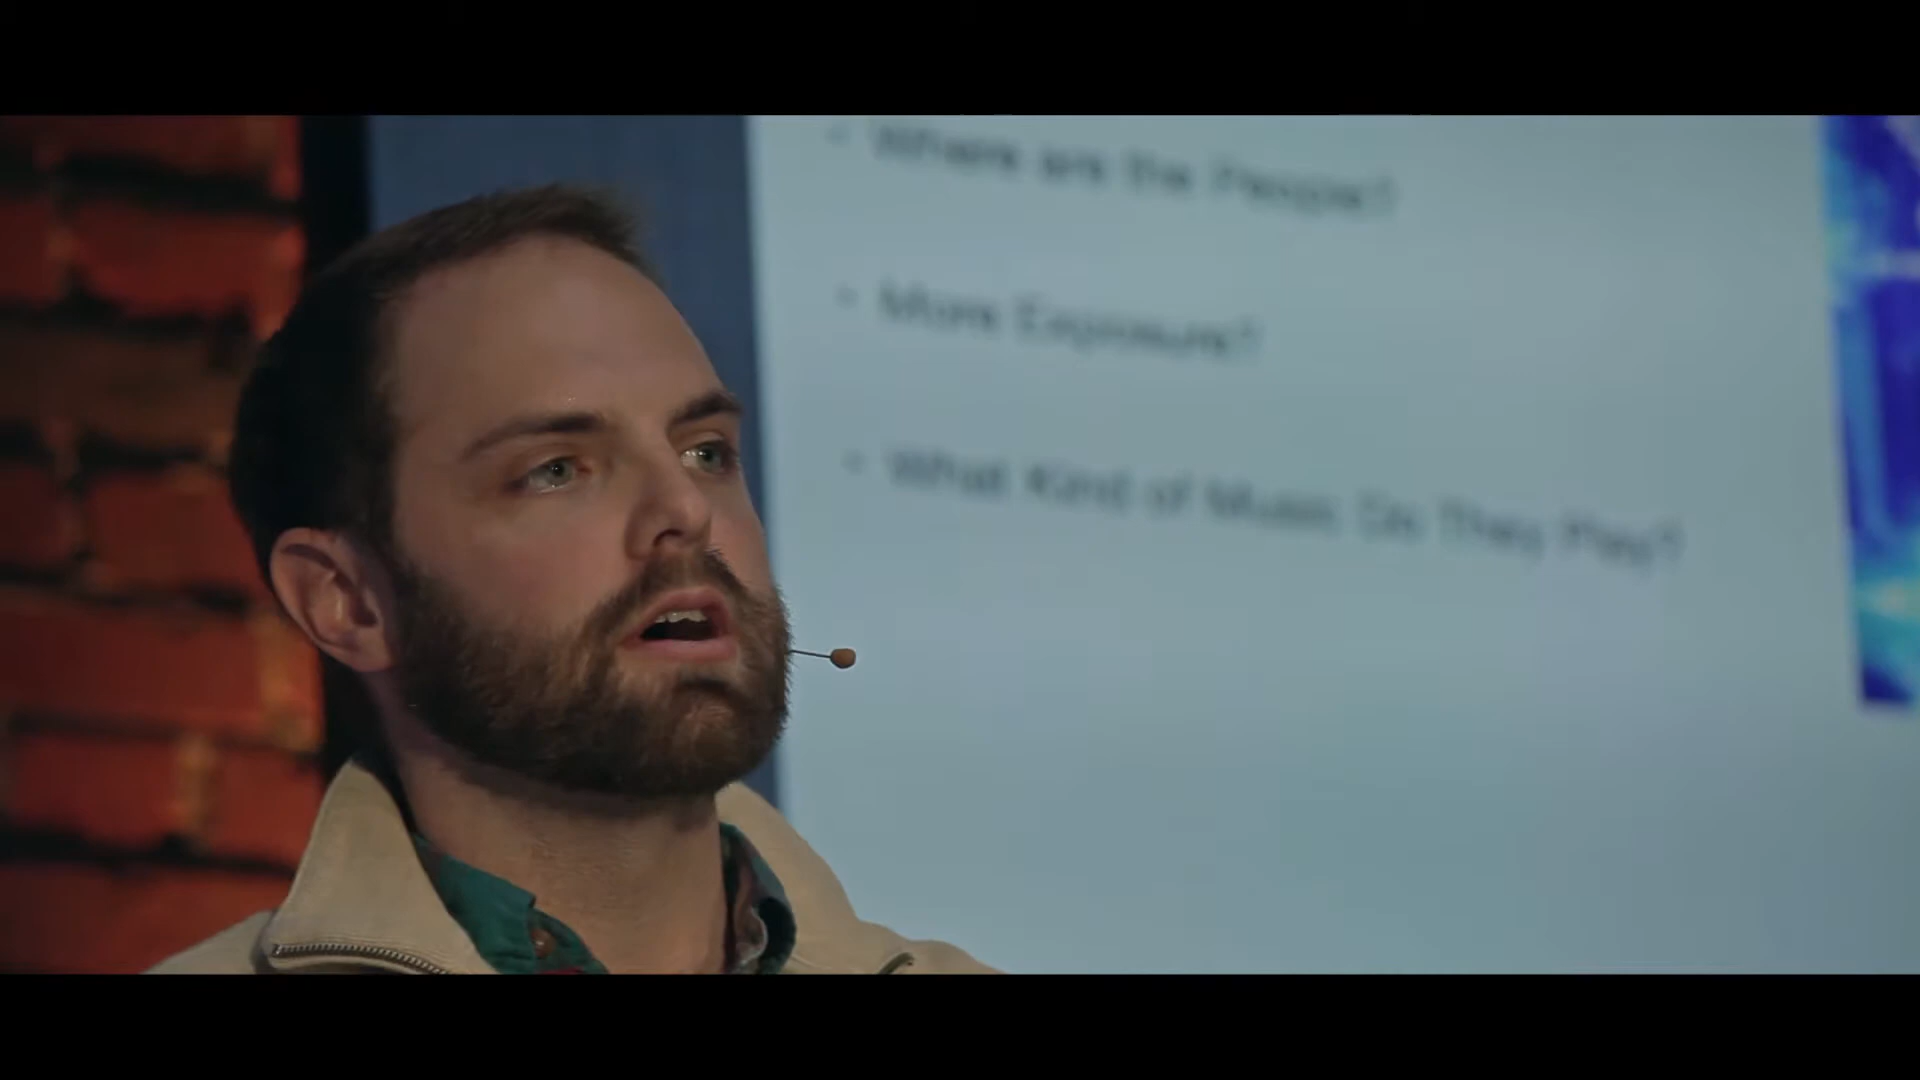 • Where are the People?
• More Exposure?
• What Kind of Music Do They Play?